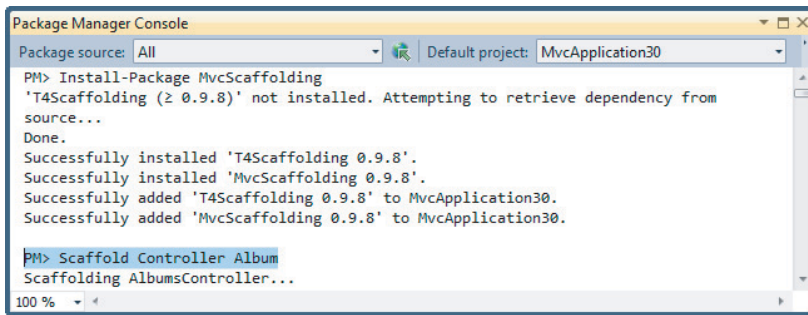 Package Manager Console
Package source: All Default project: MvcApplication30
PM> Install-Package MvcScaffolding
'T4Scaffolding (≥ 0.9.8)' not installed. Attempting to retrieve dependency from
source...
Done.
Successfully installed 'T4Scaffolding 0.9.8'.
Successfully installed 'MvcScaffolding 0.9.8'.
Successfully added 'T4Scaffolding 0.9.8' to MvcApplication30.
Successfully added 'MvcScaffolding 0.9.8' to MvcApplication30.
PM> Scaffold Controller Album
Scaffolding AlbumsController...
100 %